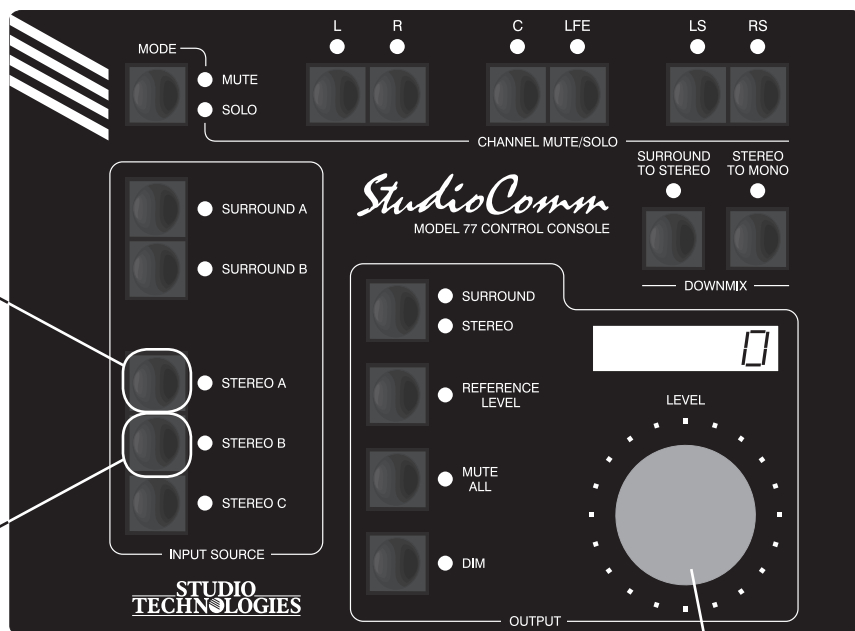 L R C LFE LS RS
MODE
MUTE
SOLO
CHANNEL MUTE/SOLO
SURROUND TO STEREO
STEREO TO MONO
DOWNMIX
StudioComm
MODEL 77 CONTROL CONSOLE
SURROUND A
SURROUND B
STEREO A
STEREO B
STEREO C
INPUT SOURCE
STUDIO
TECHNOLOGIES
SURROUND
STEREO
REFERENCE
LEVEL
MUTE
ALL
DIM
OUTPUT
0
LEVEL